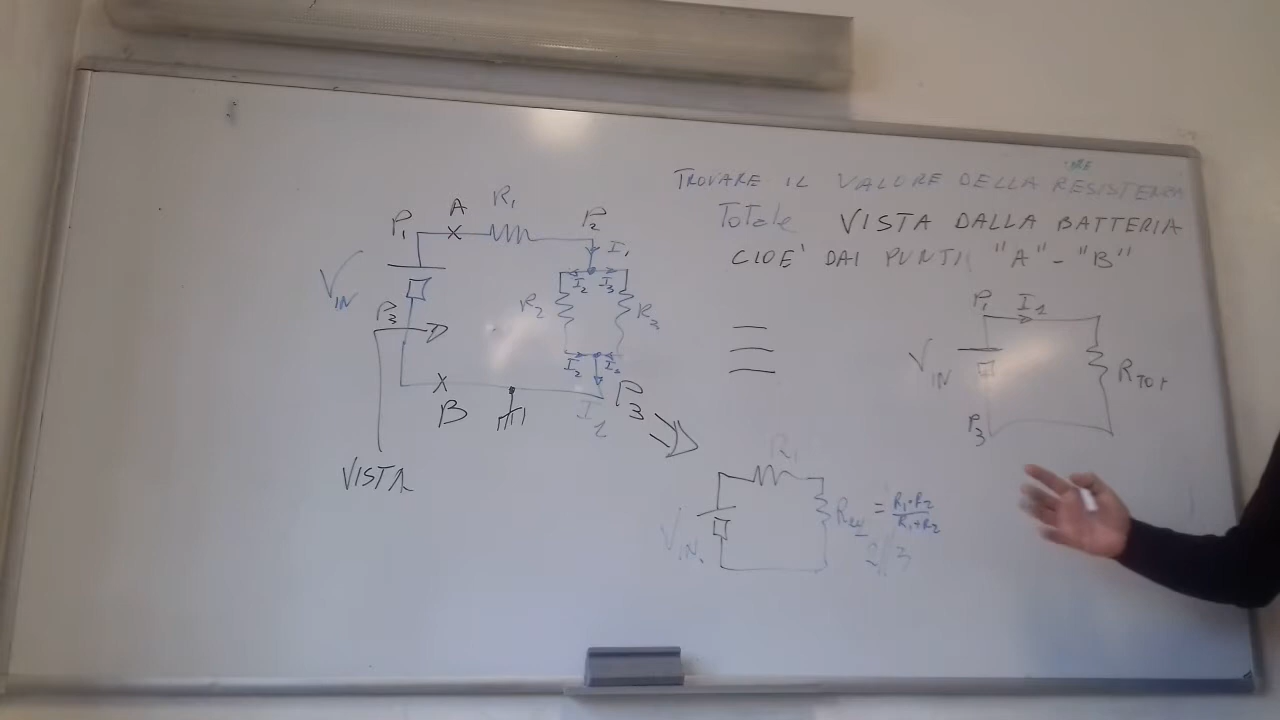 TROVARE IL VALORE DELLA RESISTENZA
TOTALE VISTA DALLA BATTERIA
CIOE' DAI PUNTI "A" - "B"
P1 A R1 P2
I1
VIN
I2 I3
R2 R3
P3
I2
B
P3
I1
VISTA
P1 I1
VIN
RTOT
P3
R1
VIN
Req = R1·R2
R1+R2
2//3